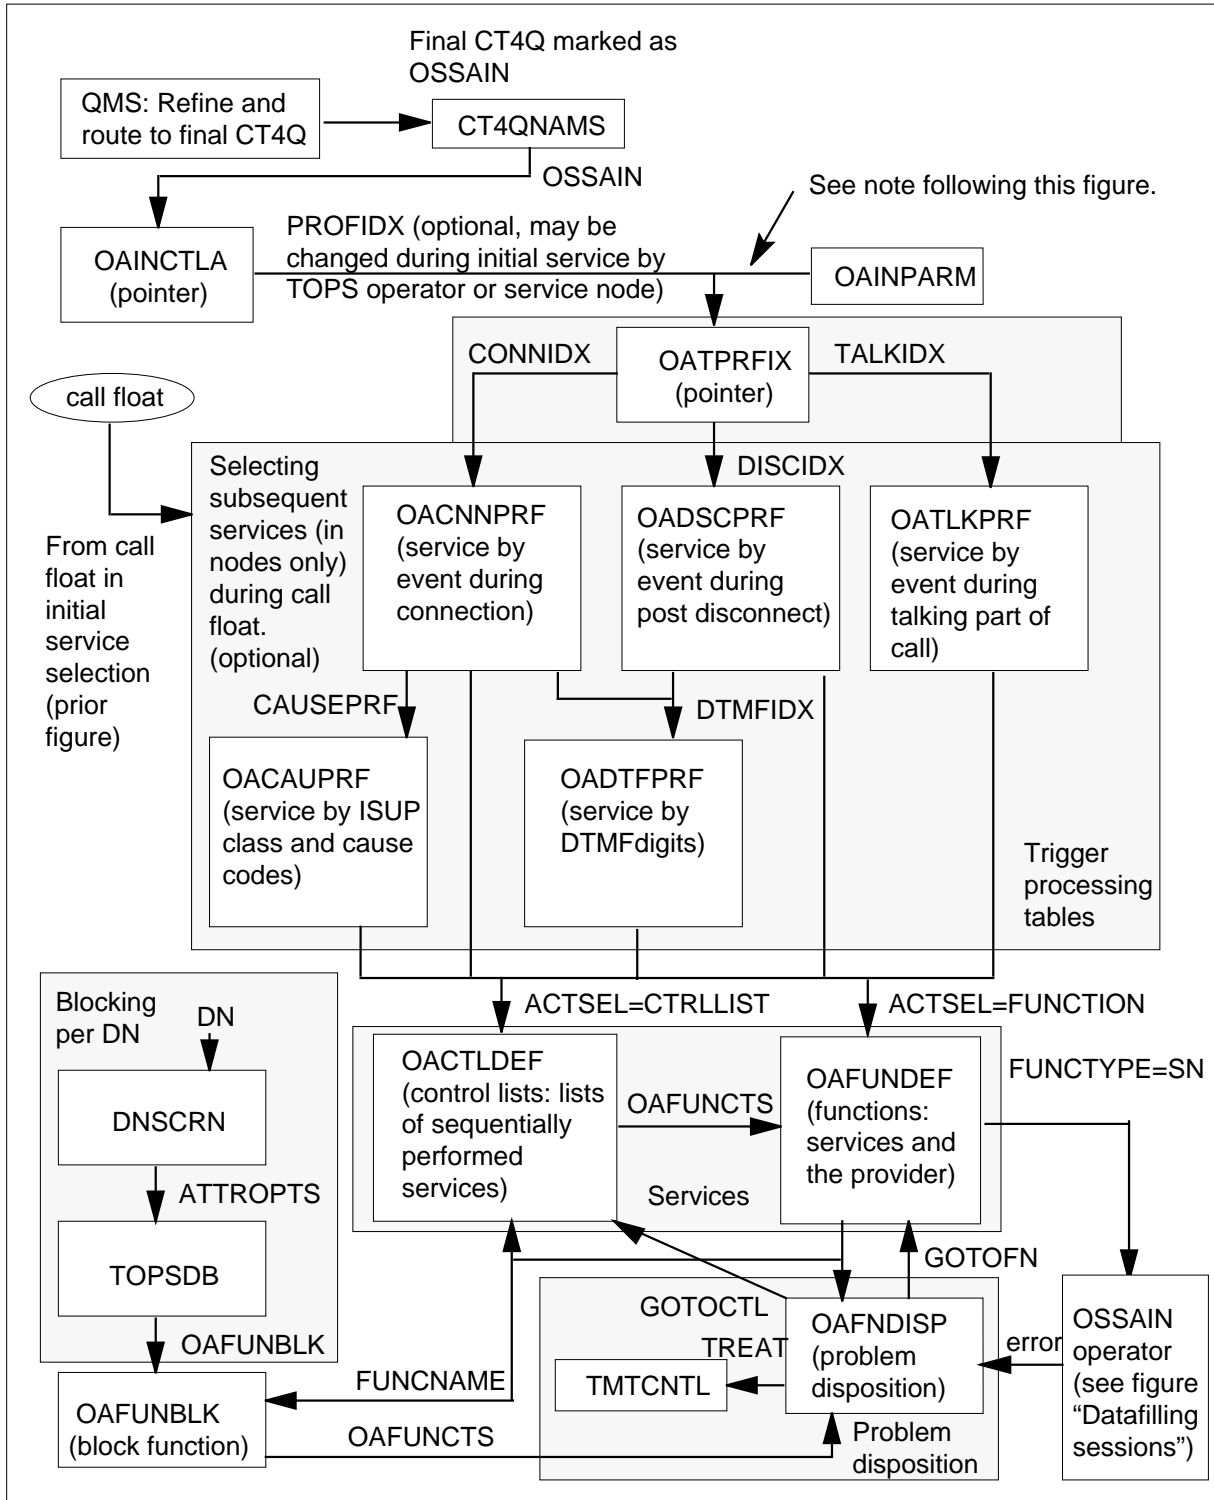 Final CT4Q marked as
OSSAIN
QMS: Refine and
route to final CT4Q
CT4QNAMS
OSSAIN
See note following this figure.
PROFIDX (optional, may be
changed during initial service by
TOPS operator or service node)
OAINCTLA
(pointer)
OAINPARM
CONNIDX
OATPRFIX
(pointer)
TALKIDX
call float
Selecting
subsequent
services (in
nodes only)
during call
float.
(optional)
DISCIDX
OACNNPRF
(service by
event during
connection)
OADSCPRF
(service by
event during
post disconnect)
OATLKPRF
(service by
event during
talking part of
call)
From call
float in
initial
service
selection
(prior
figure)
CAUSEPRF
DTMFIDX
OACAUPRF
(service by ISUP
class and cause
codes)
OADTFPRF
(service by
DTMFdigits)
Trigger
processing
tables
Blocking
per DN
DN
ACTSEL=CTRLLIST
ACTSEL=FUNCTION
DNSCRN
OACTLDEF
(control lists: lists
of sequentially
performed
services)
OAFUNCTS
OAFUNDEF
(functions:
services and
the provider)
FUNCTYPE=SN
ATTROPTS
Services
TOPSDB
GOTOFN
OAFUNBLK
GOTOCTL
TREAT
OAFNDISP
(problem
disposition)
error
OSSAIN
operator
(see figure
“Datafilling
sessions”)
TMTCNTL
FUNCNAME
OAFUNBLK
(block function)
OAFUNCTS
Problem
disposition